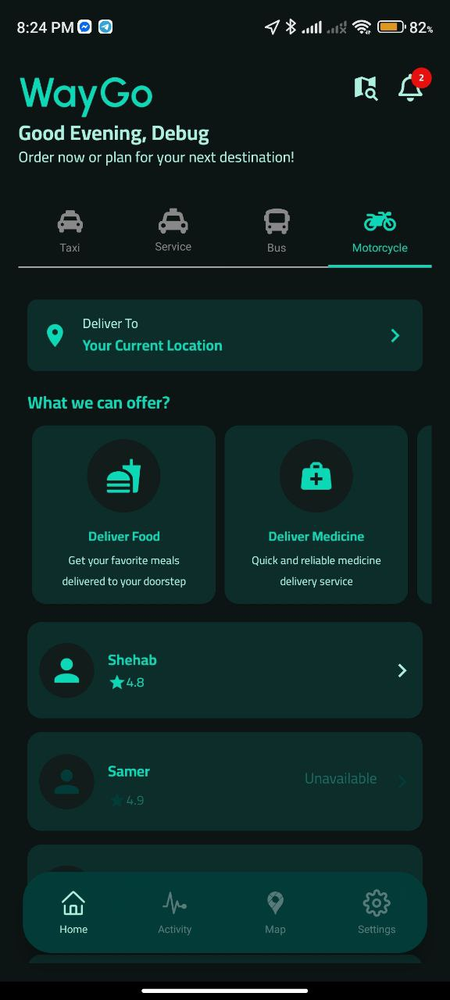 8:24 PM
82%
WayGo
2
Good Evening, Debug
Order now or plan for your next destination!
Taxi
Service
Bus
Motorcycle
Deliver To
Your Current Location
What we can offer?
Deliver Food
Get your favorite meals
delivered to your doorstep
Deliver Medicine
Quick and reliable medicine
delivery service
Shehab
4.8
Samer
Unavailable
4.9
Home
Activity
Map
Settings